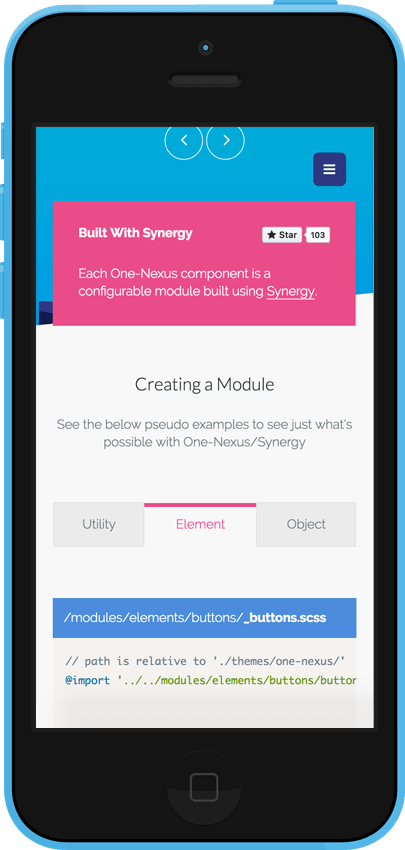 Built With Synergy
Star 103
Each One-Nexus component is a
configurable module built using Synergy.
Creating a Module
See the below pseudo examples to see just what's
possible with One-Nexus/Synergy
Utility Element Object
/modules/elements/buttons/_buttons.scss
// path is relative to './themes/one-nexus/'
@import '../../modules/elements/buttons/button